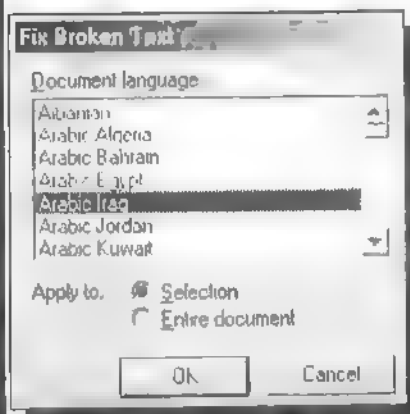 Fix Broken Text
Document language
Albanian
Arabic Algeria
Arabic Bahrain
Arabic Egypt
Arabic Iraq
Arabic Jordan
Arabic Kuwait
Apply to: Selection
Entire document
OK Cancel